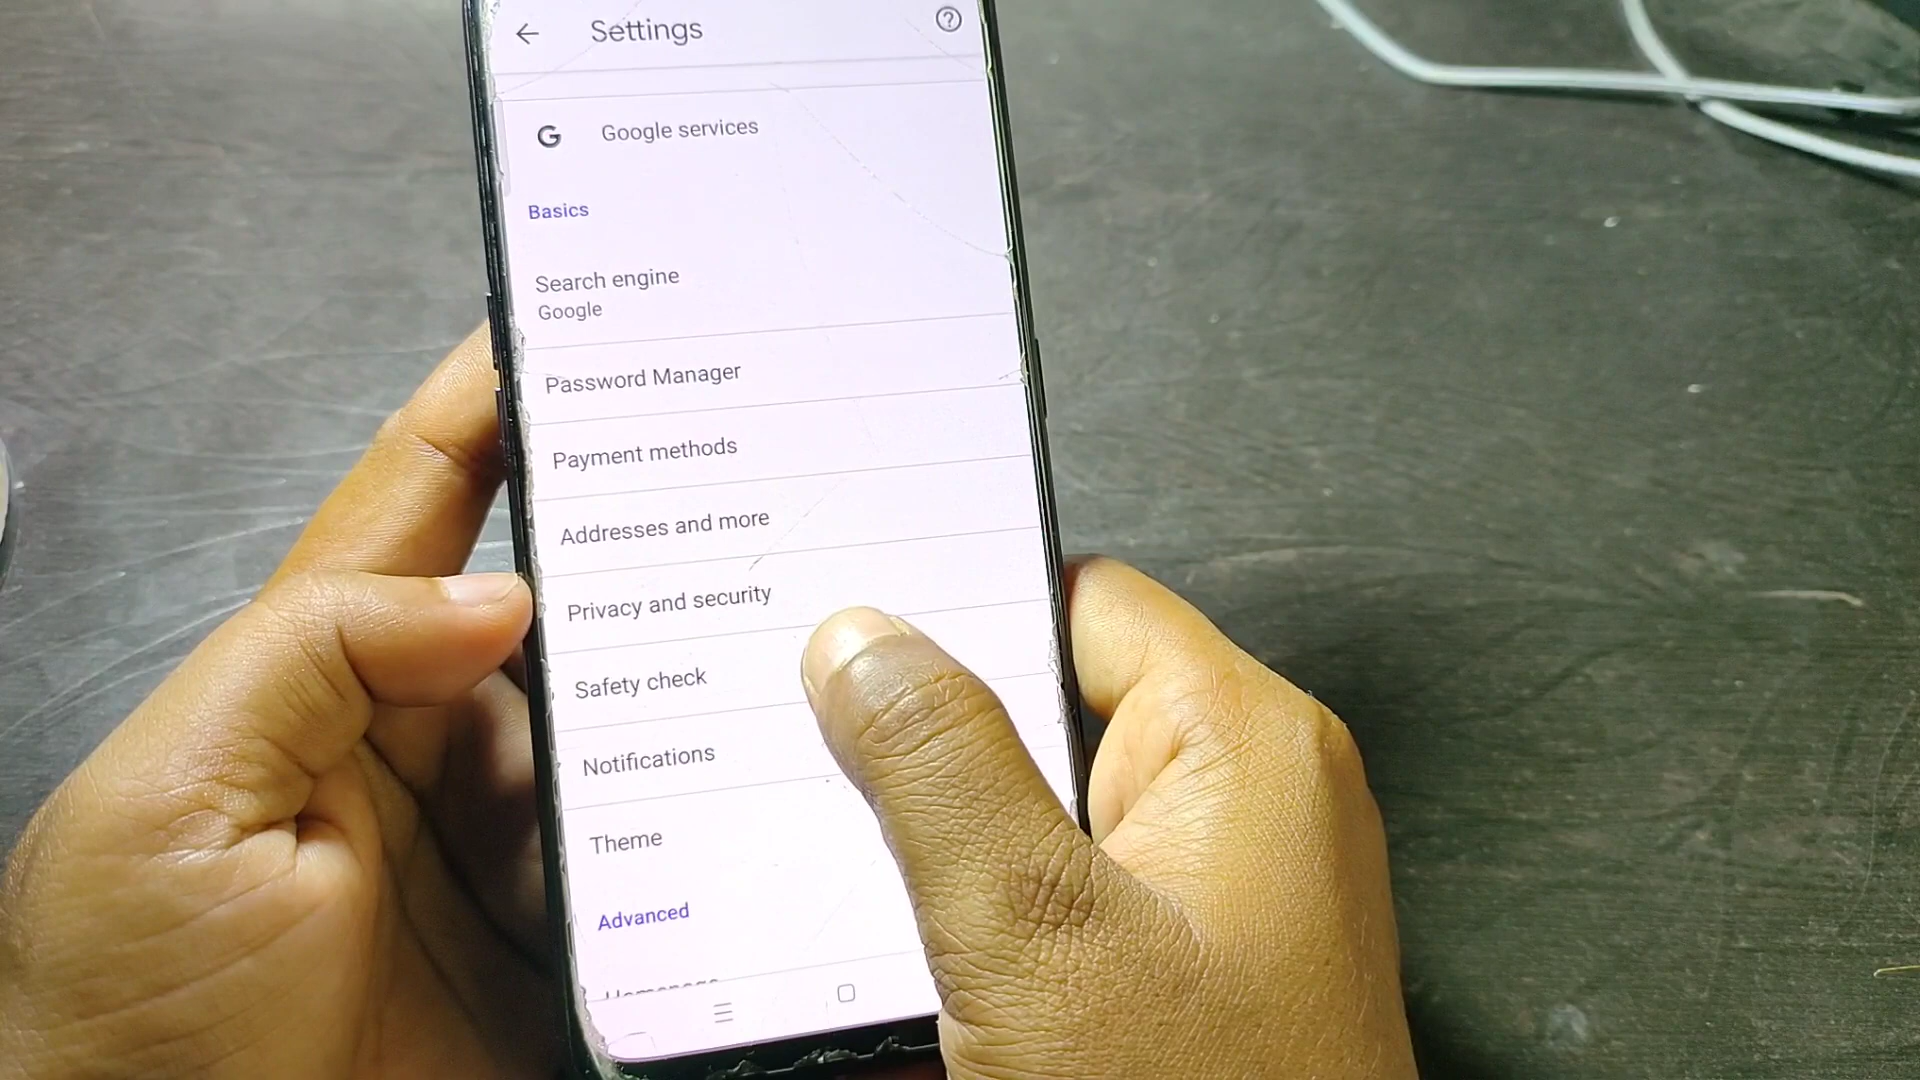 Settings
Google services
Basics
Search engine
Google
Password Manager
Payment methods
Addresses and more
Privacy and security
Safety check
Notifications
Theme
Advanced
Homepage